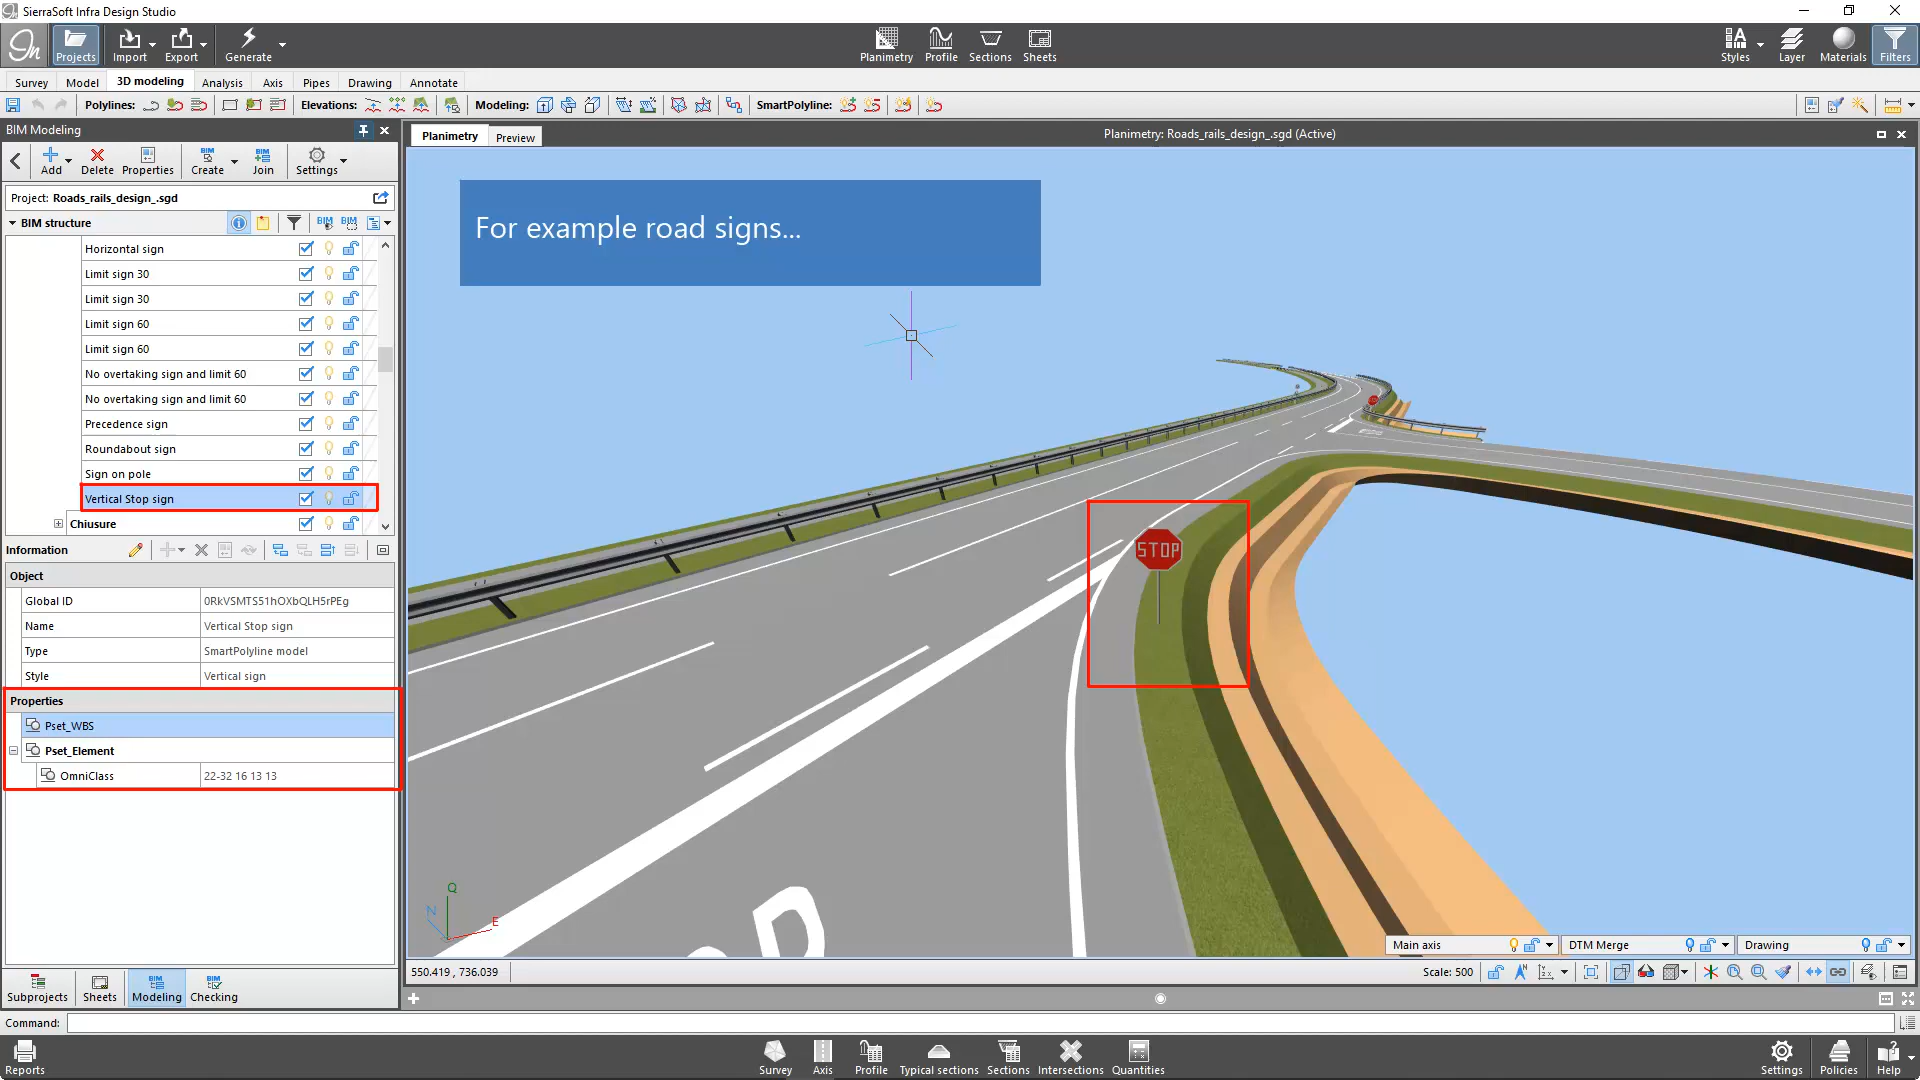 SierraSoft Infra Design Studio
Projects Import Export Generate Planimetry Profile Sections Sheets Styles Layer Materials Filters
Survey Model 3D modeling Analysis Axis Pipes Drawing Annotate
Polylines: Elevations: Modeling: SmartPolyline:
BIM Modeling
Planimetry Preview Planimetry: Roads_rails_design_.sgd (Active)
BIM BIM
Add Delete Properties Create Join Settings
Project: Roads_rails_design_.sgd
BIM structure BIM BIM
For example road signs...
Horizontal sign
Limit sign 30
Limit sign 30
Limit sign 60
Limit sign 60
No overtaking sign and limit 60
No overtaking sign and limit 60
Precedence sign
Roundabout sign
Sign on pole
Vertical Stop sign
Chiusure
STOP
Information
Object
Global ID 0RkVSMTS51hOXbQLH5rPEg
Name Vertical Stop sign
Type SmartPolyline model
Style Vertical sign
Properties
Pset_WBS
Pset_Element
OmniClass 22-32 16 13 13
Q
N
E
Main axis DTM Merge Drawing
550.419 , 736.039 Scale: 500
BIM BIM
Subprojects Sheets Modeling Checking
Command:
Reports Survey Axis Profile Typical sections Sections Intersections Quantities Settings Policies Help